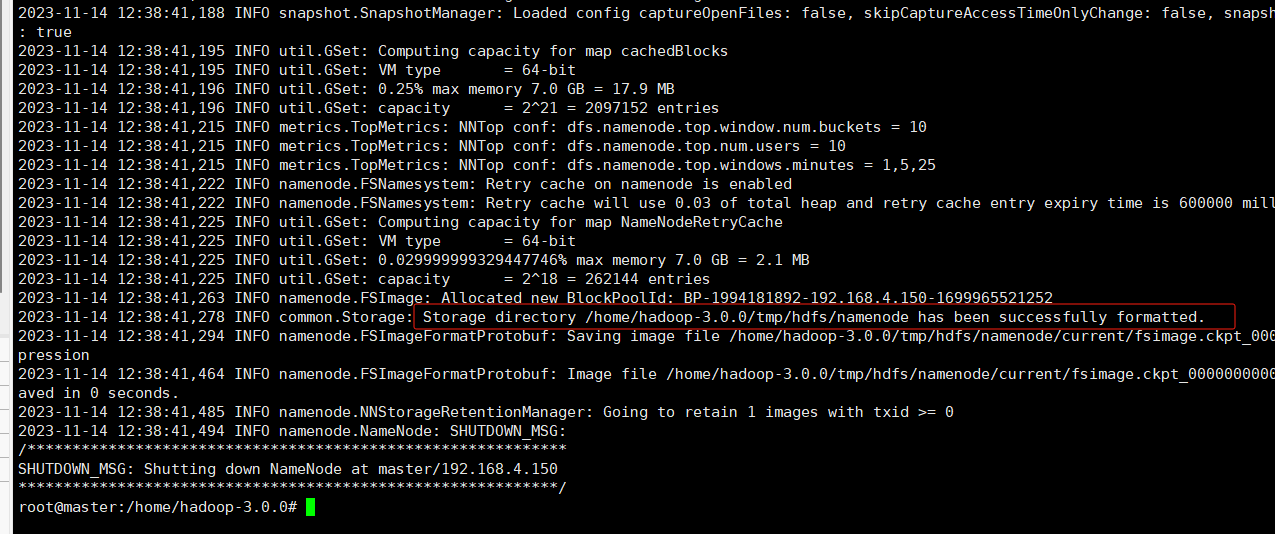 2023-11-14 12:38:41,188 INFO snapshot.SnapshotManager: Loaded config captureOpenFiles: false, skipCaptureAccessTimeOnlyChange: false, snapsh
: true
2023-11-14 12:38:41,195 INFO util.GSet: Computing capacity for map cachedBlocks
2023-11-14 12:38:41,195 INFO util.GSet: VM type       = 64-bit
2023-11-14 12:38:41,196 INFO util.GSet: 0.25% max memory 7.0 GB = 17.9 MB
2023-11-14 12:38:41,196 INFO util.GSet: capacity      = 2^21 = 2097152 entries
2023-11-14 12:38:41,215 INFO metrics.TopMetrics: NNTop conf: dfs.namenode.top.window.num.buckets = 10
2023-11-14 12:38:41,215 INFO metrics.TopMetrics: NNTop conf: dfs.namenode.top.num.users = 10
2023-11-14 12:38:41,215 INFO metrics.TopMetrics: NNTop conf: dfs.namenode.top.windows.minutes = 1,5,25
2023-11-14 12:38:41,222 INFO namenode.FSNamesystem: Retry cache on namenode is enabled
2023-11-14 12:38:41,222 INFO namenode.FSNamesystem: Retry cache will use 0.03 of total heap and retry cache entry expiry time is 600000 mill
2023-11-14 12:38:41,225 INFO util.GSet: Computing capacity for map NameNodeRetryCache
2023-11-14 12:38:41,225 INFO util.GSet: VM type       = 64-bit
2023-11-14 12:38:41,225 INFO util.GSet: 0.029999999329447746% max memory 7.0 GB = 2.1 MB
2023-11-14 12:38:41,225 INFO util.GSet: capacity      = 2^18 = 262144 entries
2023-11-14 12:38:41,263 INFO namenode.FSImage: Allocated new BlockPoolId: BP-1994181892-192.168.4.150-1699965521252
2023-11-14 12:38:41,278 INFO common.Storage: Storage directory /home/hadoop-3.0.0/tmp/hdfs/namenode has been successfully formatted.
2023-11-14 12:38:41,294 INFO namenode.FSImageFormatProtobuf: Saving image file /home/hadoop-3.0.0/tmp/hdfs/namenode/current/fsimage.ckpt_000
pression
2023-11-14 12:38:41,464 INFO namenode.FSImageFormatProtobuf: Image file /home/hadoop-3.0.0/tmp/hdfs/namenode/current/fsimage.ckpt_0000000000
aved in 0 seconds.
2023-11-14 12:38:41,485 INFO namenode.NNStorageRetentionManager: Going to retain 1 images with txid >= 0
2023-11-14 12:38:41,494 INFO namenode.NameNode: SHUTDOWN_MSG:
/************************************************************
SHUTDOWN_MSG: Shutting down NameNode at master/192.168.4.150
************************************************************/
root@master:/home/hadoop-3.0.0#